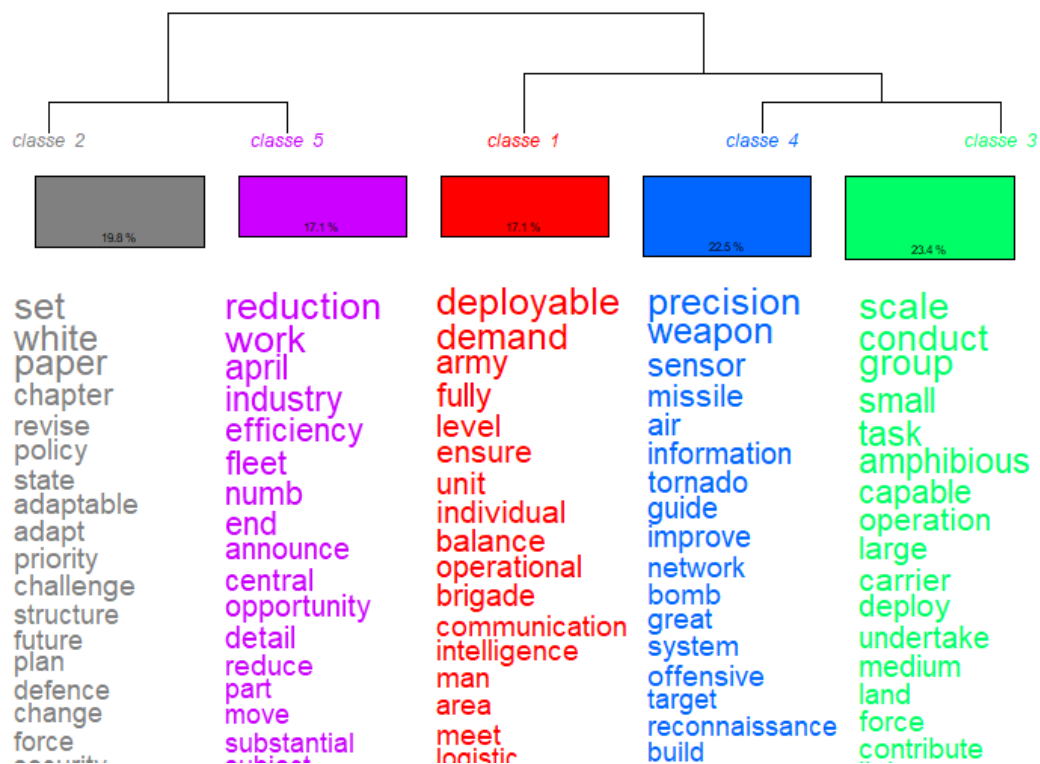 classe 2
classe 5
classe 1
classe 4
classe 3
19.8 %
17.1 %
17.1 %
22.5 %
23.4 %
set
white
paper
chapter
revise
policy
state
adaptable
adapt
priority
challenge
structure
future
plan
defence
change
force
security
reduction
work
april
industry
efficiency
fleet
numb
end
announce
central
opportunity
detail
reduce
part
move
substantial
subject
deployable
demand
army
fully
level
ensure
unit
individual
balance
operational
brigade
communication
intelligence
man
area
meet
logistic
precision
weapon
sensor
missile
air
information
tornado
guide
improve
network
bomb
great
system
offensive
target
reconnaissance
build
scale
conduct
group
small
task
amphibious
capable
operation
large
carrier
deploy
undertake
medium
land
force
contribute